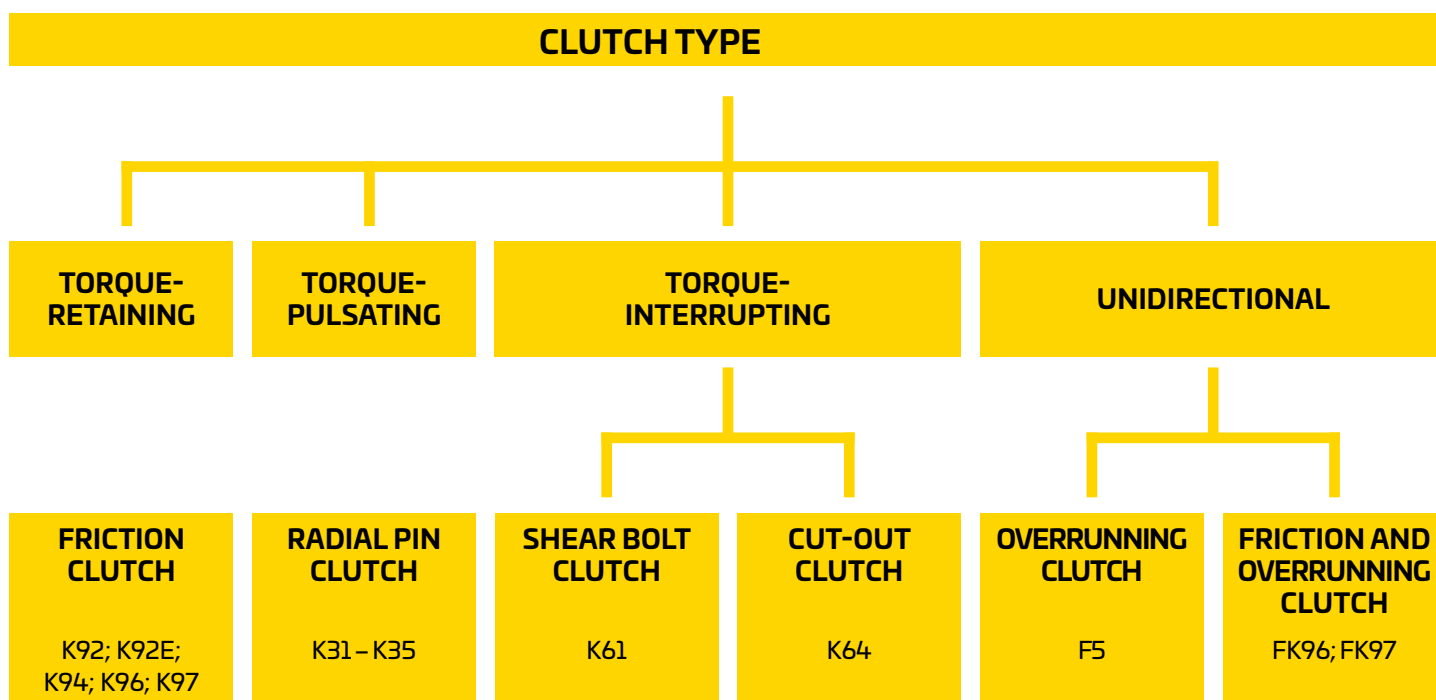 CLUTCH TYPE
TORQUE-
RETAINING
TORQUE-
PULSATING
TORQUE-
INTERRUPTING
UNIDIRECTIONAL
FRICTION
CLUTCH
K92; K92E;
K94; K96; K97
RADIAL PIN
CLUTCH
K31 – K35
SHEAR BOLT
CLUTCH
K61
CUT-OUT
CLUTCH
K64
OVERRUNNING
CLUTCH
F5
FRICTION AND
OVERRUNNING
CLUTCH
FK96; FK97